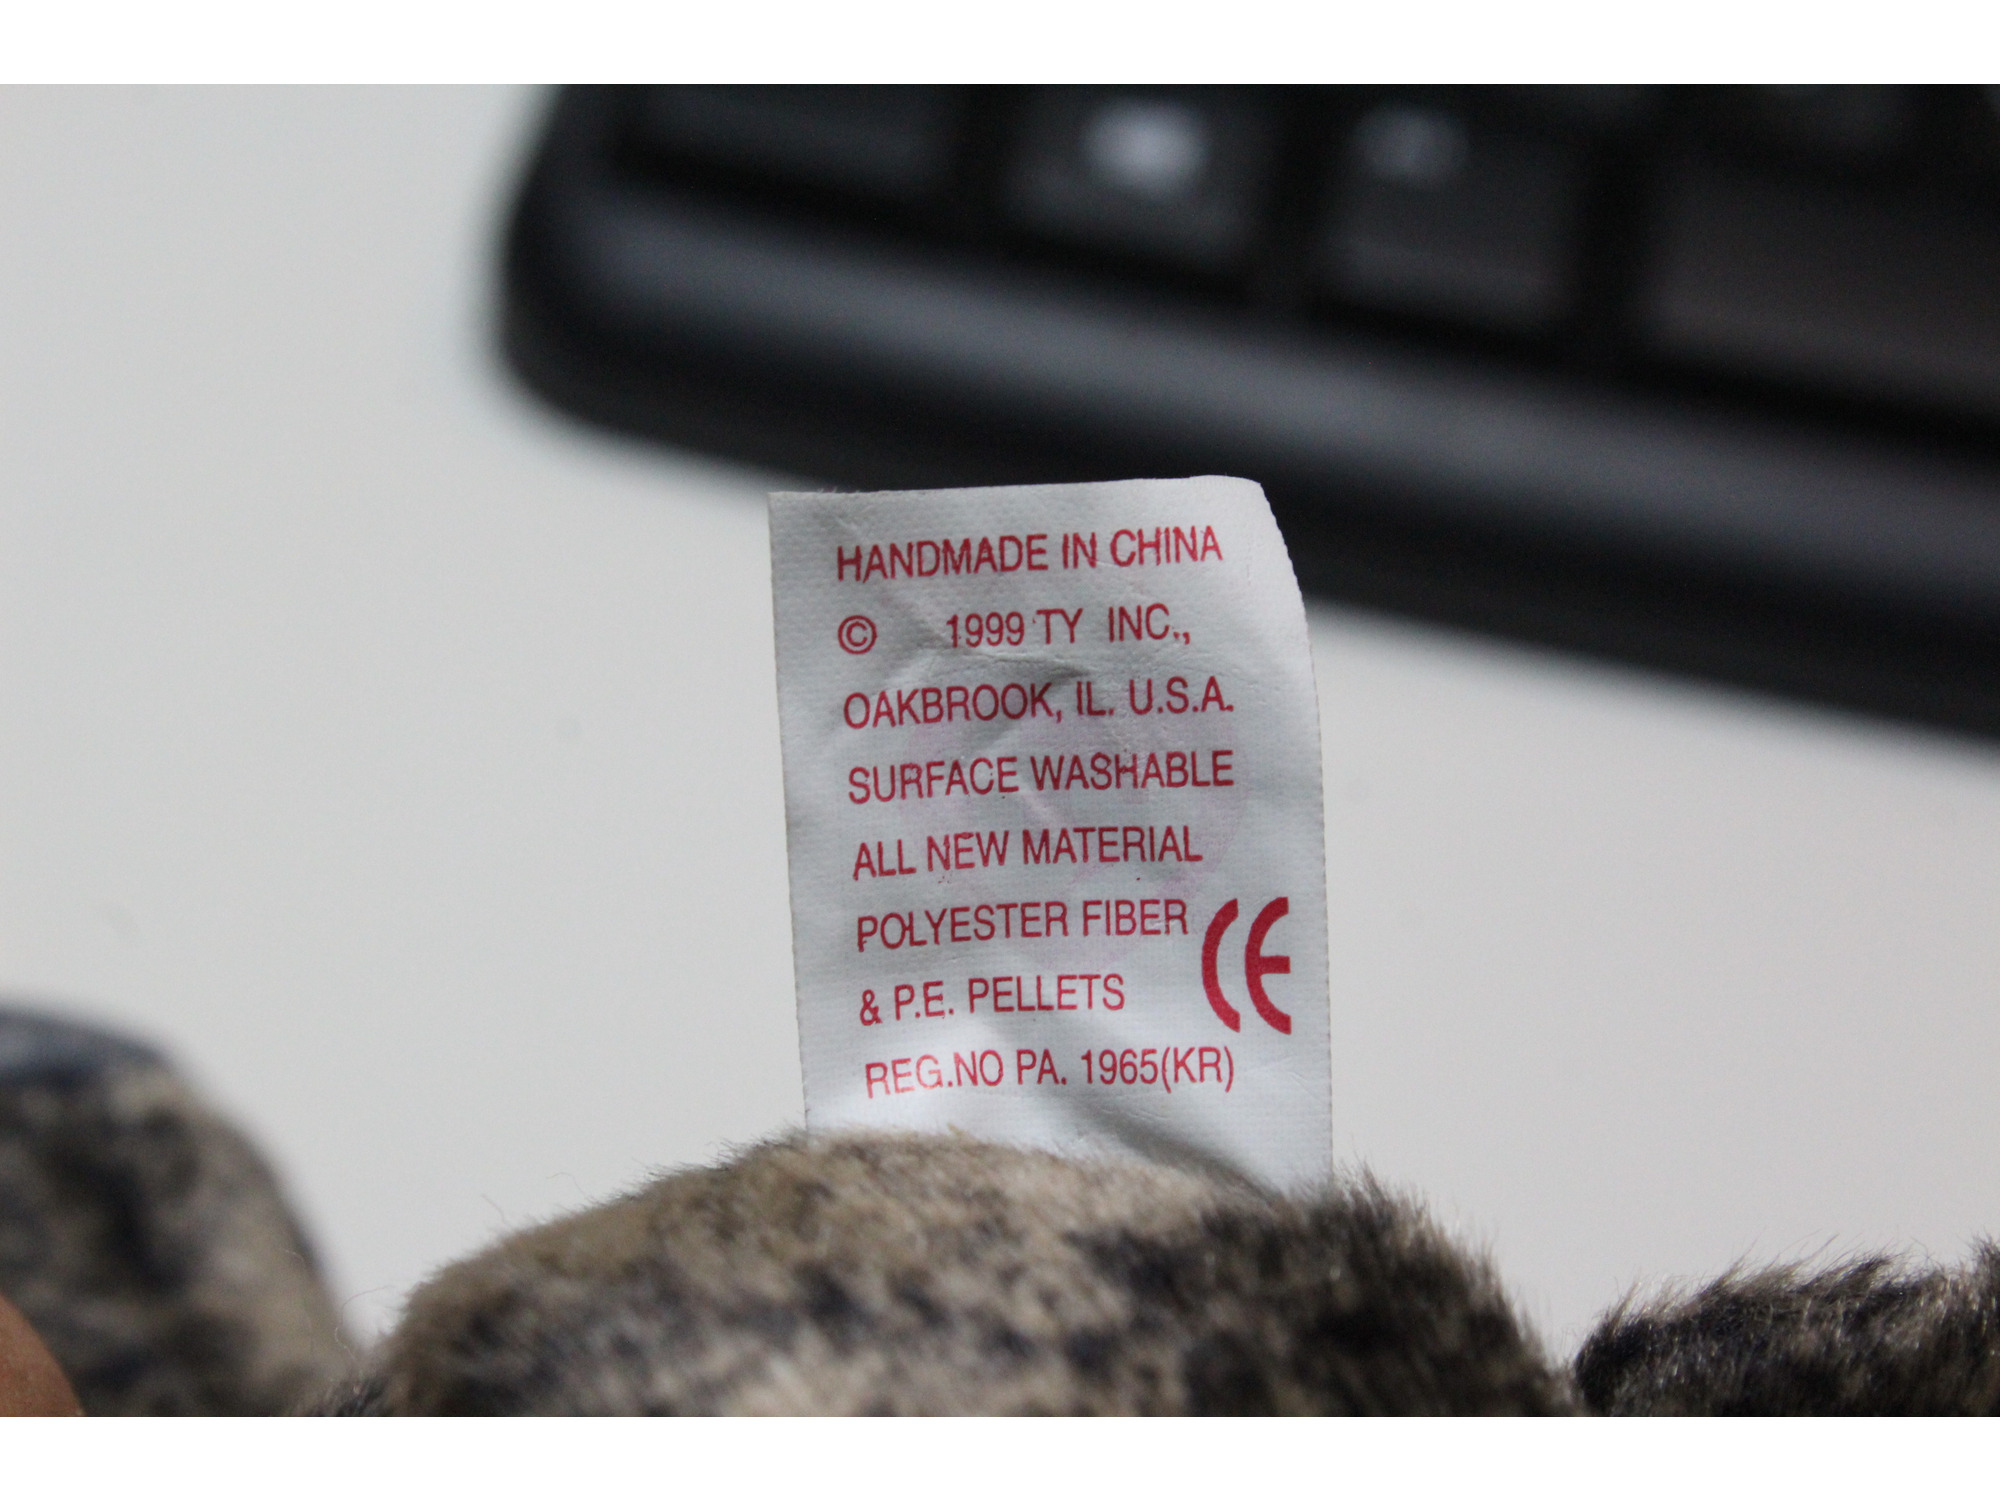 HANDMADE IN CHINA
© 1999 TY INC.,
OAKBROOK, IL. U.S.A.
SURFACE WASHABLE
ALL NEW MATERIAL
POLYESTER FIBER
& P.E. PELLETS
CE
REG.NO PA. 1965(KR)